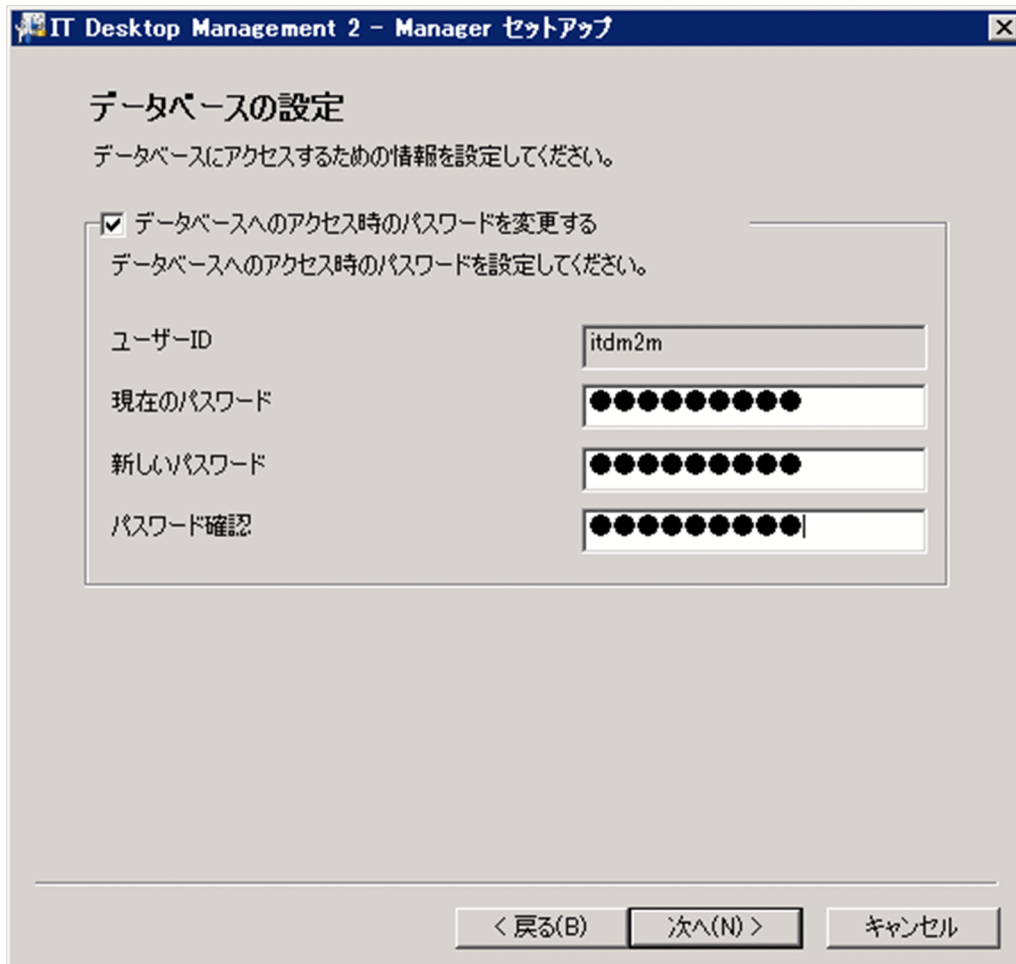 IT Desktop Management 2 - Manager セットアップ
データベースの設定
データベースにアクセスするための情報を設定してください。
データベースへのアクセス時のパスワードを変更する
データベースへのアクセス時のパスワードを設定してください。
ユーザーID itdm2m
現在のパスワード ●●●●●●●●●
新しいパスワード ●●●●●●●●●
パスワード確認 ●●●●●●●●●
< 戻る(B) 次へ(N) > キャンセル